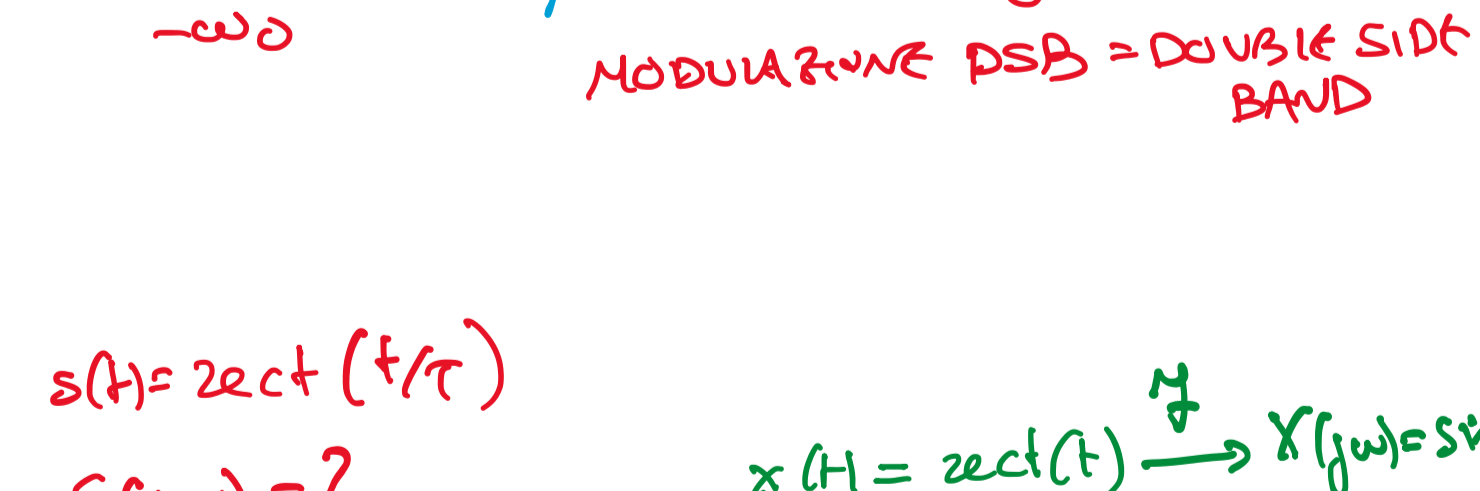 -ω0
MODULAZIONE DSB = DOUBLE SIDE
BAND
s(t)= rect (t/τ)
x(t) = rect(t) F → X(jω)=
= ?